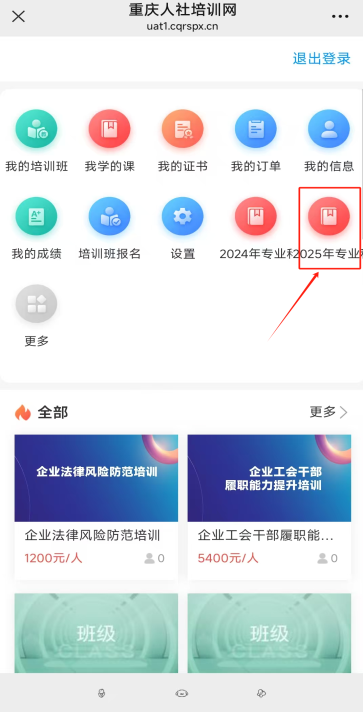 重庆人社培训网
uat1.cqrspx.cn
退出登录
我的培训班 我学的课 我的证书 我的订单 我的信息
A+
我的成绩 培训班报名 设置 2024年专业科 2025年专业科
更多
全部 更多
企业法律风险防范培训
企业工会干部
履职能力提升培训
企业法律风险防范培训 企业工会干部履职能...
1200元/人 0 5400元/人 0
班级 班级
CLASS CLASS